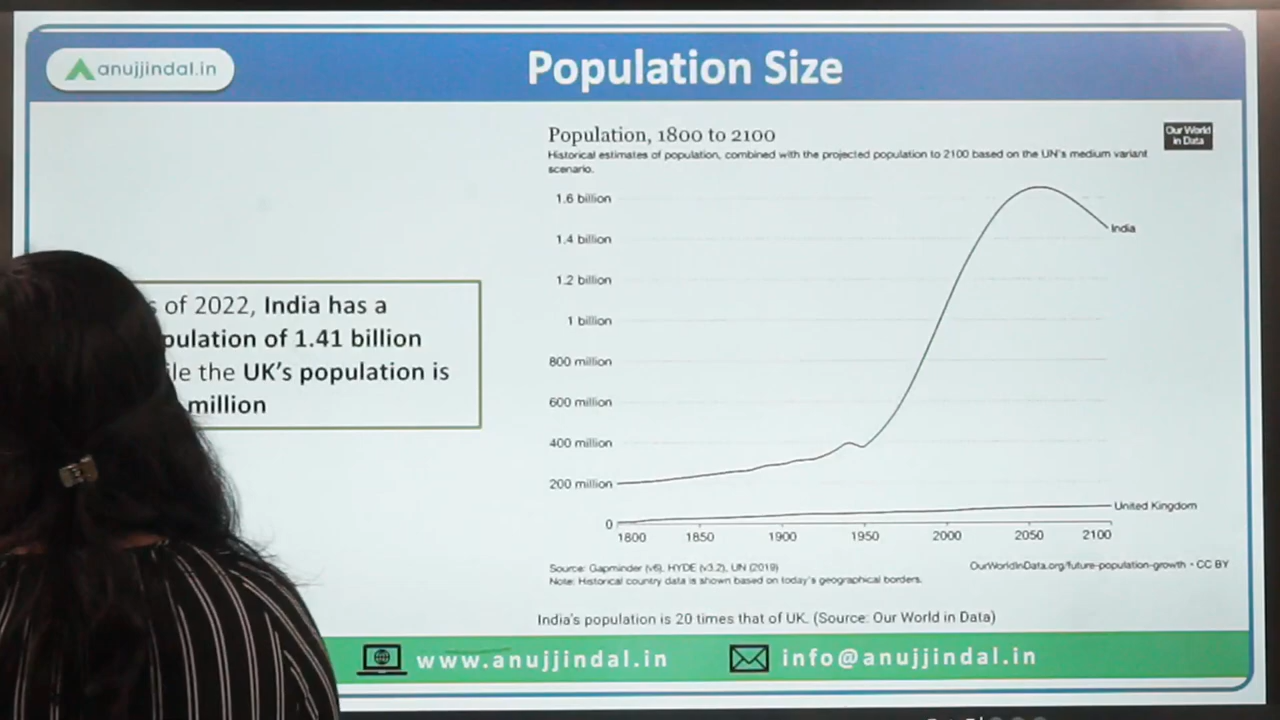 anujjindal.in
Population Size
of 2022, India has a
the UK's population is
million
Population, 1800 to 2100
Our World
in Data
Historical estimates of population, combined with the projected population to 2100 based on the UN's medium variant
scenario.
1.6 billion
1.4 billion
1.2 billion
1 billion
800 million
600 million
400 million
200 million
0
India
United Kingdom
1800 1850 1900 1950 2000 2050 2100
Source: Gapminder (v6), HYDE (v3.2), UN (2019)
OurWorldInData.org/future-population-growth • CC BY
Note: Historical country data is shown based on today's geographical borders.
India's population is 20 times that of UK. (Source: Our World in Data)
www.anujjindal.in
info@anujjindal.in